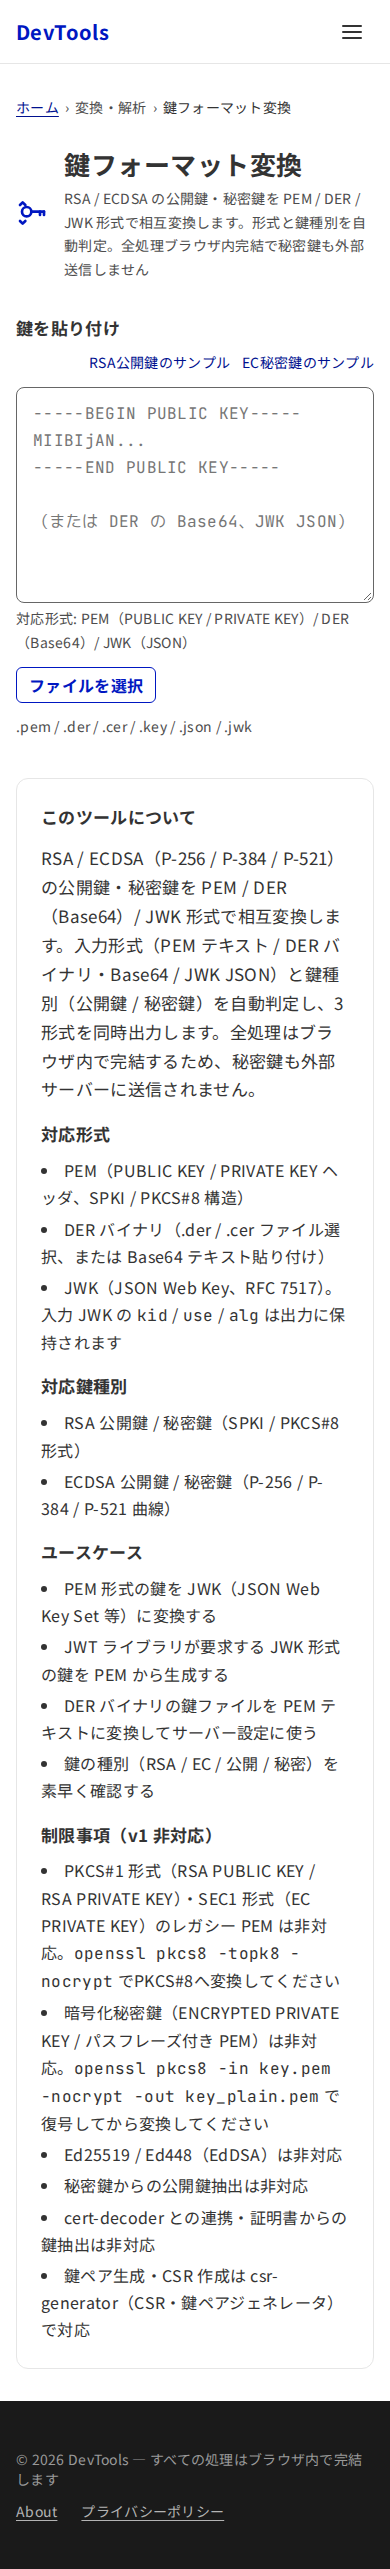 DevTools
ホーム › 変換・解析 › 鍵フォーマット変換
鍵フォーマット変換
RSA / ECDSA の公開鍵・秘密鍵を PEM / DER /
JWK 形式で相互変換します。形式と鍵種別を自
動判定。全処理ブラウザ内完結で秘密鍵も外部
送信しません
鍵を貼り付け
RSA公開鍵のサンプル EC秘密鍵のサンプル
-----BEGIN PUBLIC KEY-----
MIIBIjAN...
-----END PUBLIC KEY-----
（または DER の Base64、JWK JSON）
対応形式: PEM（PUBLIC KEY / PRIVATE KEY）/ DER
（Base64）/ JWK（JSON）
ファイルを選択
.pem / .der / .cer / .key / .json / .jwk
このツールについて
RSA / ECDSA（P-256 / P-384 / P-521）
の公開鍵・秘密鍵を PEM / DER
（Base64）/ JWK 形式で相互変換しま
す。入力形式（PEM テキスト / DER バ
イナリ・Base64 / JWK JSON）と鍵種
別（公開鍵 / 秘密鍵）を自動判定し、3
形式を同時出力します。全処理はブラ
ウザ内で完結するため、秘密鍵も外部
サーバーに送信されません。
対応形式
• PEM（PUBLIC KEY / PRIVATE KEY ヘ
ッダ、SPKI / PKCS#8 構造）
• DER バイナリ（.der / .cer ファイル選
択、または Base64 テキスト貼り付け）
• JWK（JSON Web Key、RFC 7517）。
入力 JWK の kid / use / alg は出力に保
持されます
対応鍵種別
• RSA 公開鍵 / 秘密鍵（SPKI / PKCS#8
形式）
• ECDSA 公開鍵 / 秘密鍵（P-256 / P-
384 / P-521 曲線）
ユースケース
• PEM 形式の鍵を JWK（JSON Web
Key Set 等）に変換する
• JWT ライブラリが要求する JWK 形式
の鍵を PEM から生成する
• DER バイナリの鍵ファイルを PEM テ
キストに変換してサーバー設定に使う
• 鍵の種別（RSA / EC / 公開 / 秘密）を
素早く確認する
制限事項（v1 非対応）
• PKCS#1 形式（RSA PUBLIC KEY /
RSA PRIVATE KEY）・SEC1 形式（EC
PRIVATE KEY）のレガシー PEM は非対
応。openssl pkcs8 -topk8 -
nocrypt でPKCS#8へ変換してください
• 暗号化秘密鍵（ENCRYPTED PRIVATE
KEY / パスフレーズ付き PEM）は非対
応。openssl pkcs8 -in key.pem
-nocrypt -out key_plain.pem で
復号してから変換してください
• Ed25519 / Ed448（EdDSA）は非対応
• 秘密鍵からの公開鍵抽出は非対応
• cert-decoder との連携・証明書からの
鍵抽出は非対応
• 鍵ペア生成・CSR 作成は csr-
generator（CSR・鍵ペアジェネレータ）
で対応
© 2026 DevTools — すべての処理はブラウザ内で完結
します
About プライバシーポリシー